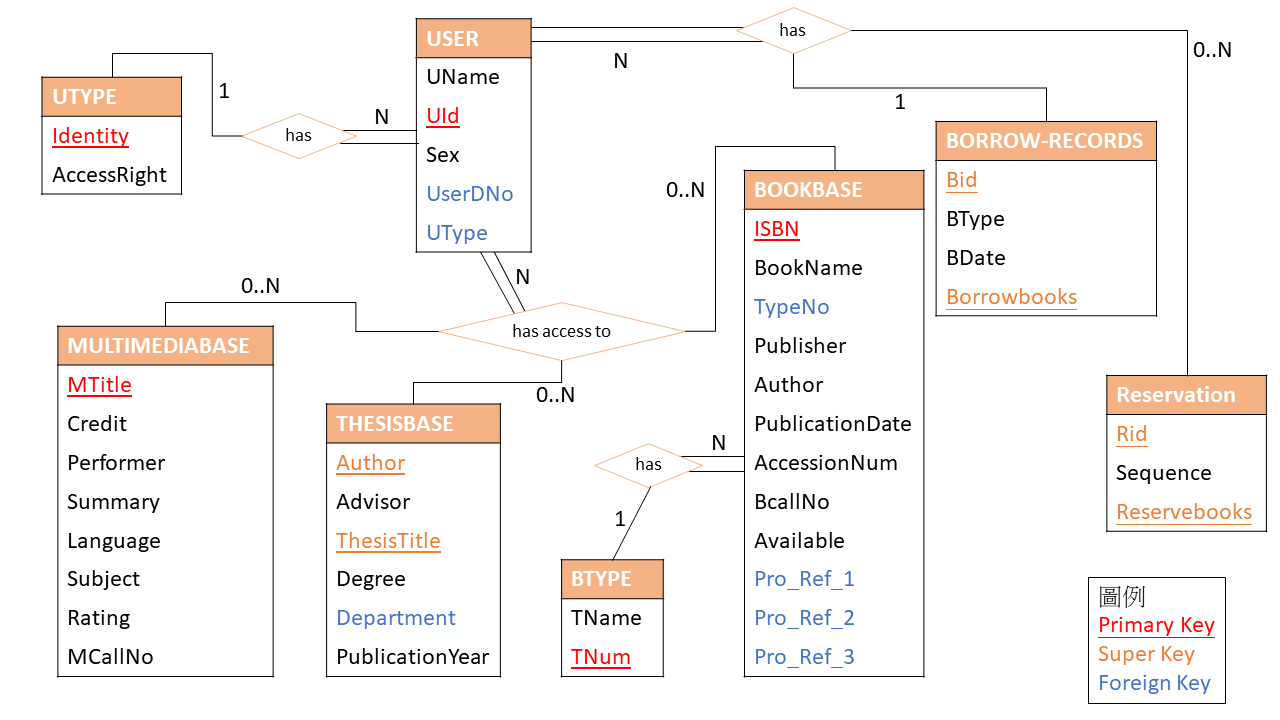 USER
UName
UId
Sex
UserDNo
UType
has
N
0..N
1
UTYPE
Identity
AccessRight
1
has
N
BORROW-RECORDS
Bid
BType
BDate
Borrowbooks
0..N
BOOKBASE
ISBN
BookName
TypeNo
Publisher
Author
PublicationDate
AccessionNum
BcallNo
Available
Pro_Ref_1
Pro_Ref_2
Pro_Ref_3
N
has access to
0..N
0..N
MULTIMEDIABASE
MTitle
Credit
Performer
Summary
Language
Subject
Rating
MCallNo
THESISBASE
Author
Advisor
ThesisTitle
Degree
Department
PublicationYear
has
N
1
BTYPE
TName
TNum
Reservation
Rid
Sequence
Reservebooks
圖例
Primary Key
Super Key
Foreign Key